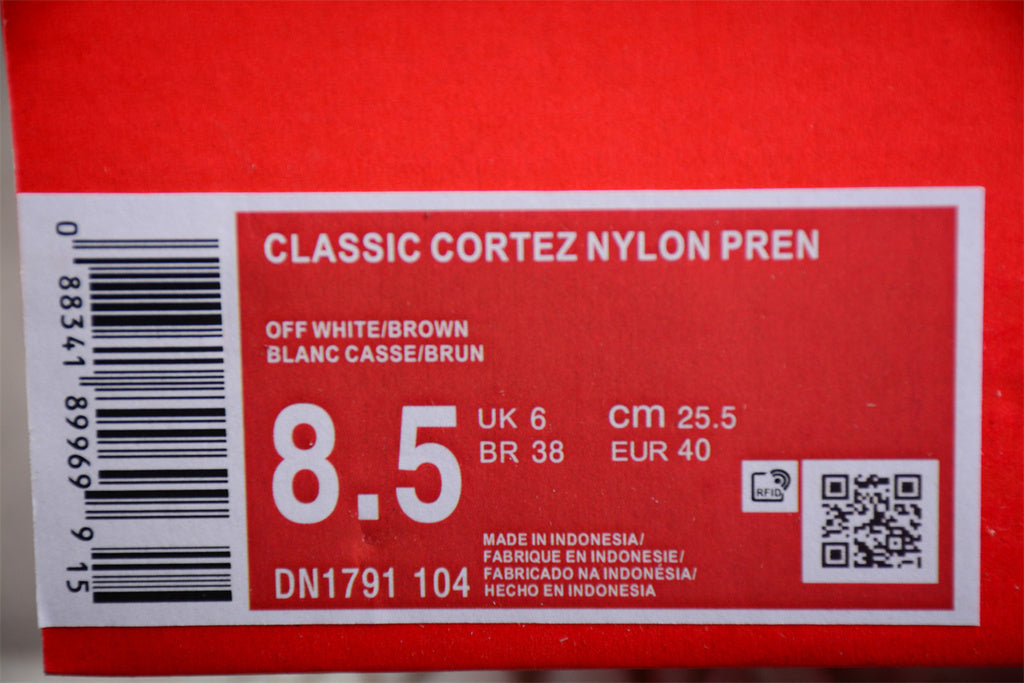 CLASSIC CORTEZ NYLON PREN
OFF WHITE/BROWN
BLANC CASSE/BRUN
8.5
UK 6 cm 25.5
BR 38 EUR 40
RFID
MADE IN INDONESIA/
FABRIQUE EN INDONESIE/
FABRICADO NA INDONÉSIA/
HECHO EN INDONESIA
DN1791 104
0 88341 89969 9 15